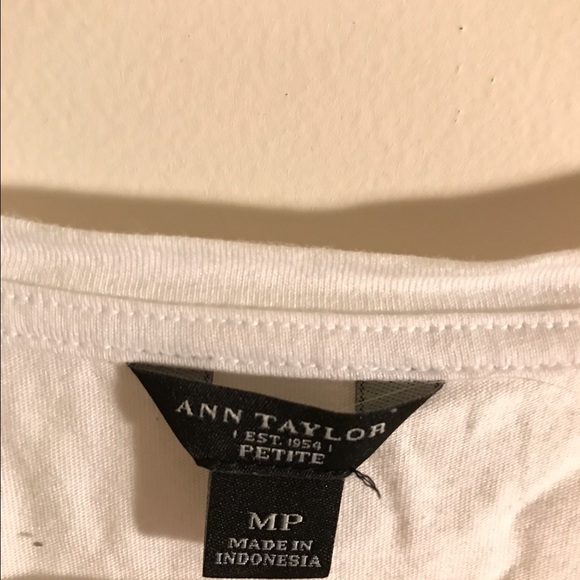 ANN TAYLOR
EST. 1954
PETITE
MP
MADE IN
INDONESIA